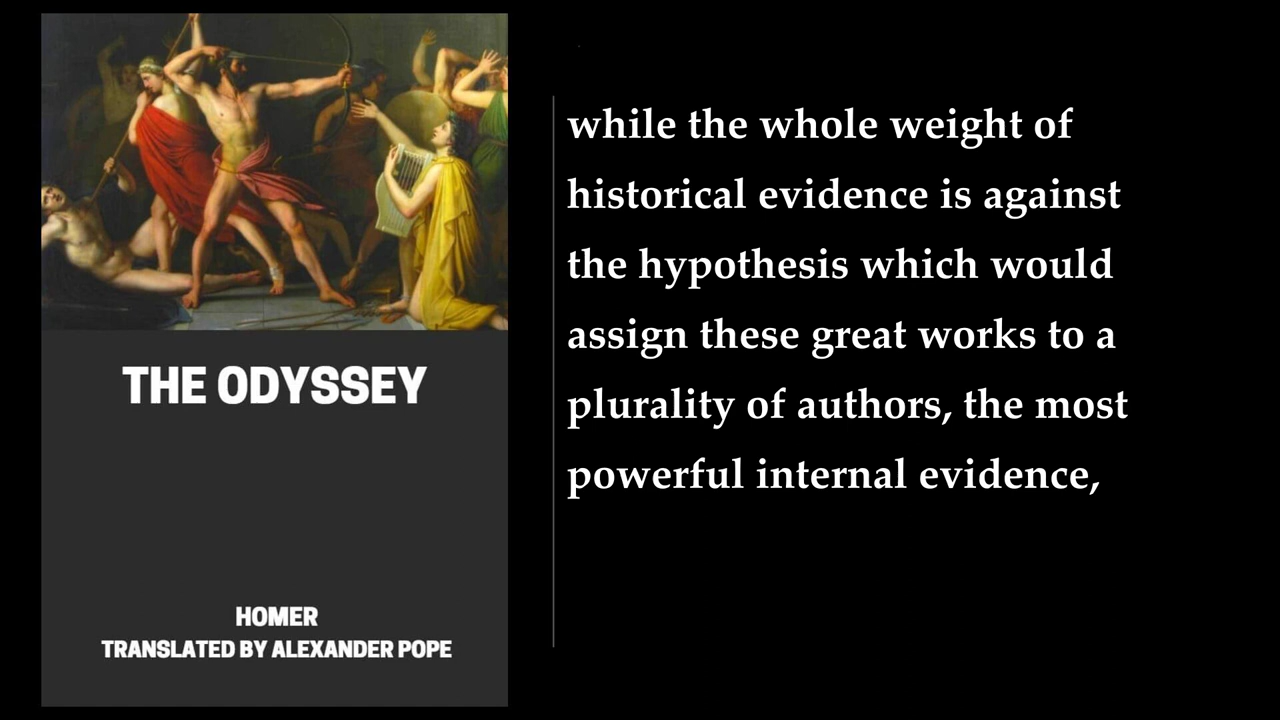 THE ODYSSEY
HOMER
TRANSLATED BY ALEXANDER POPE
while the whole weight of
historical evidence is against
the hypothesis which would
assign these great works to a
plurality of authors, the most
powerful internal evidence,